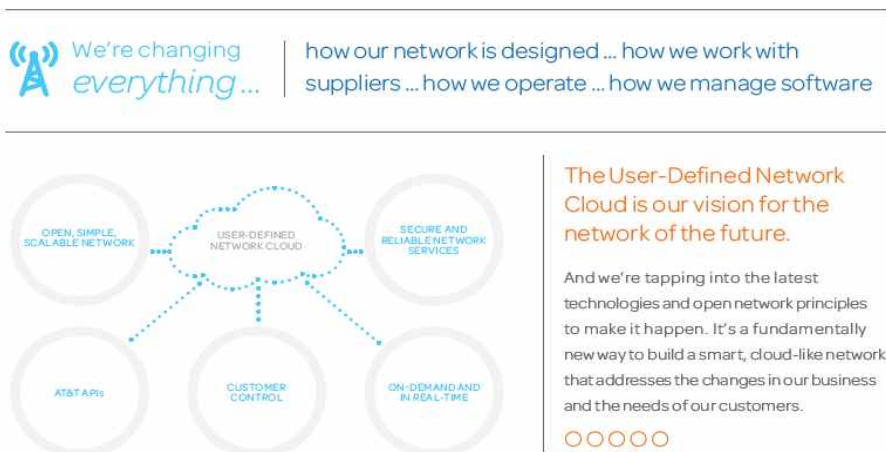 We're changing
everything...
how our network is designed ... how we work with
suppliers ... how we operate ... how we manage software
OPEN, SIMPLE,
SCALABLE NETWORK
USER-DEFINED
NETWORK CLOUD
SECURE AND
RELIABLE NETWORK
SERVICES
AT&T APIs
CUSTOMER
CONTROL
ON-DEMAND AND
IN REAL-TIME
The User-Defined Network
Cloud is our vision for the
network of the future.
And we're tapping into the latest
technologies and open network principles
to make it happen. It's a fundamentally
new way to build a smart, cloud-like network
that addresses the changes in our business
and the needs of our customers.